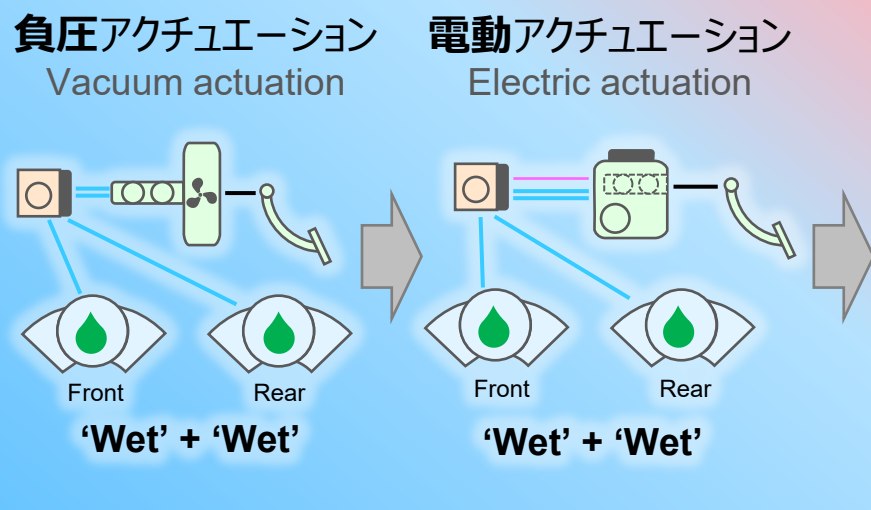 負圧アクチュエーション
Vacuum actuation
Front
Rear
‘Wet’ + ‘Wet’
電動アクチュエーション
Electric actuation
Front
Rear
‘Wet’ + ‘Wet’